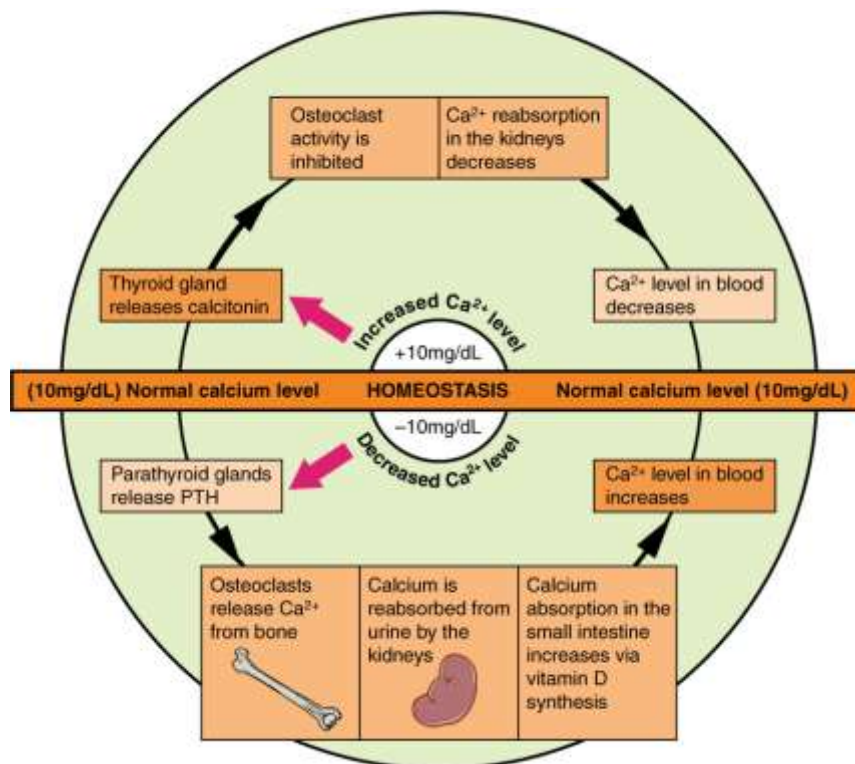 Osteoclast
activity is
inhibited
Ca²⁺ reabsorption
in the kidneys
decreases
Thyroid gland
releases calcitonin
Increased Ca²⁺ level
+10mg/dL
Ca²⁺ level in blood
decreases
(10mg/dL) Normal calcium level
HOMEOSTASIS
Normal calcium level (10mg/dL)
–10mg/dL
Decreased Ca²⁺ level
Parathyroid glands
release PTH
Ca²⁺ level in blood
increases
Osteoclasts
release Ca²⁺
from bone
Calcium is
reabsorbed from
urine by the
kidneys
Calcium
absorption in the
small intestine
increases via
vitamin D
synthesis